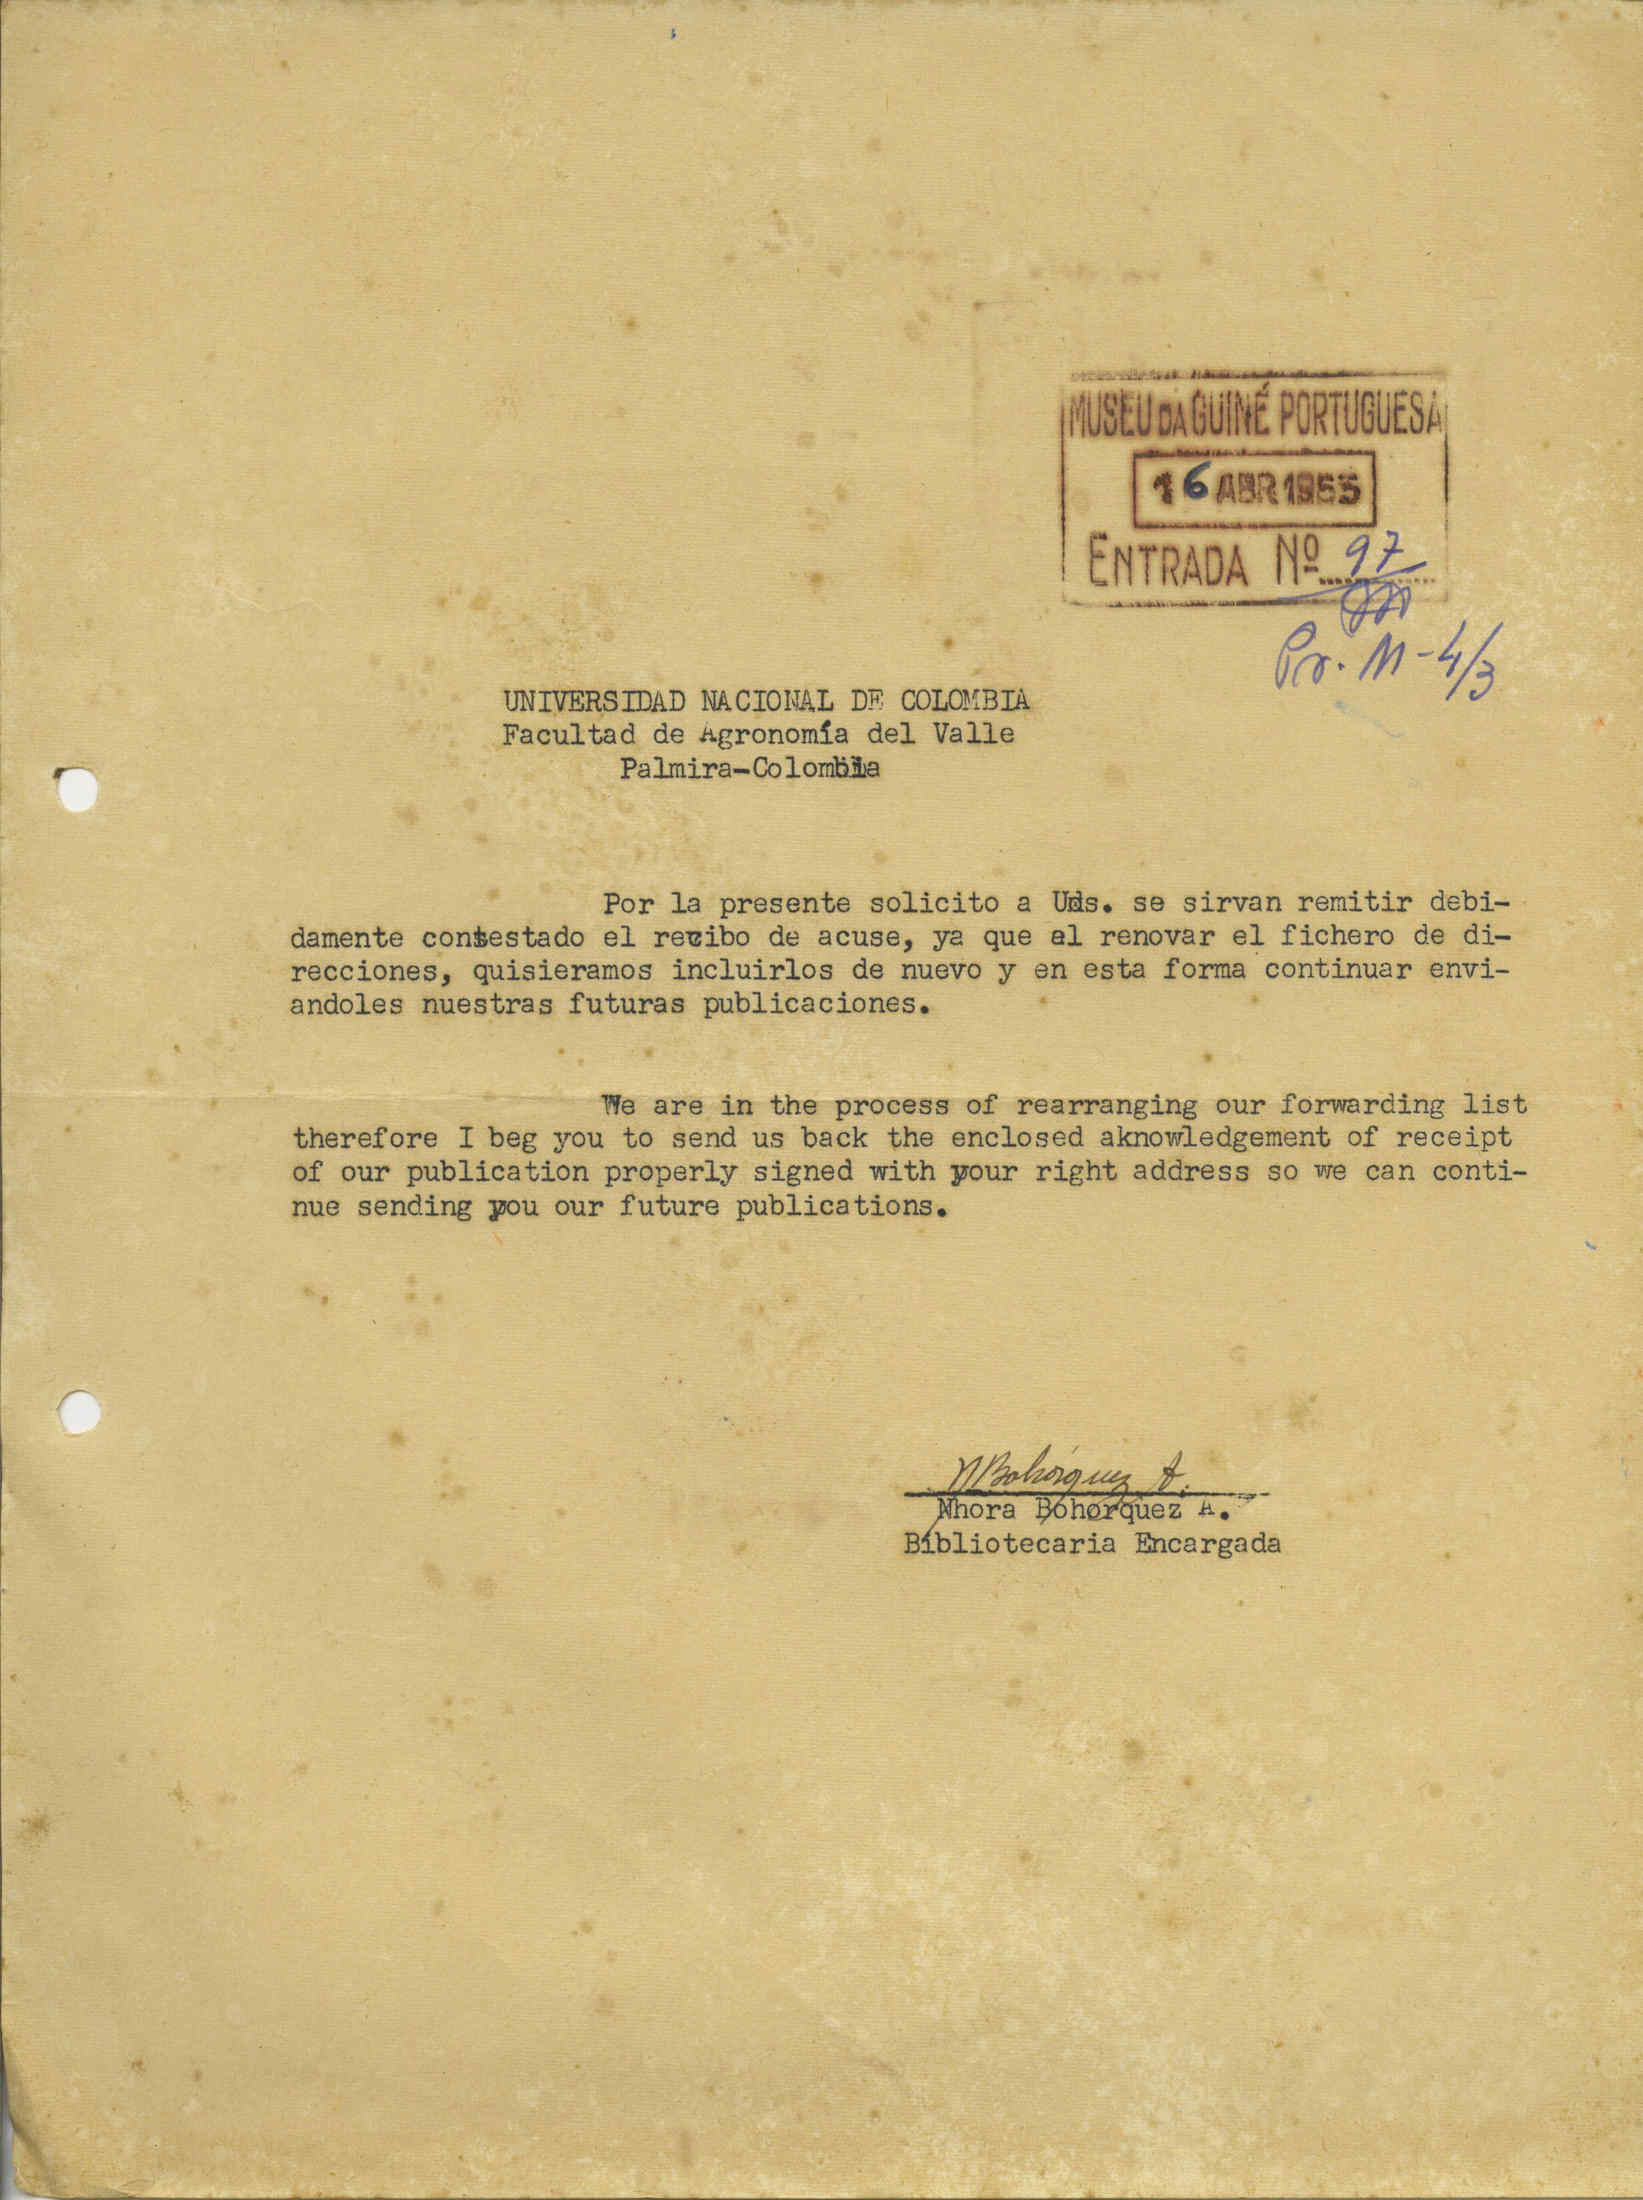 MUSEU DA GUINÉ PORTUGUESA
16 ABR 1955
ENTRADA Nº 97
Pr. M-4/3
UNIVERSIDAD NACIONAL DE COLOMBIA
Facultad de Agronomía del Valle
Palmira-Colombia
Por la presente solicito a Uds. se sirvan remitir debi-
damente contestado el recibo de acuse, ya que al renovar el fichero de di-
recciones, quisieramos incluirlos de nuevo y en esta forma continuar envi-
andoles nuestras futuras publicaciones.
We are in the process of rearranging our forwarding list
therefore I beg you to send us back the enclosed aknowledgement of receipt
of our publication properly signed with your right address so we can conti-
nue sending you our future publications.
NBohórquez A.
Nhora Bohorquez A.
Bibliotecaria Encargada